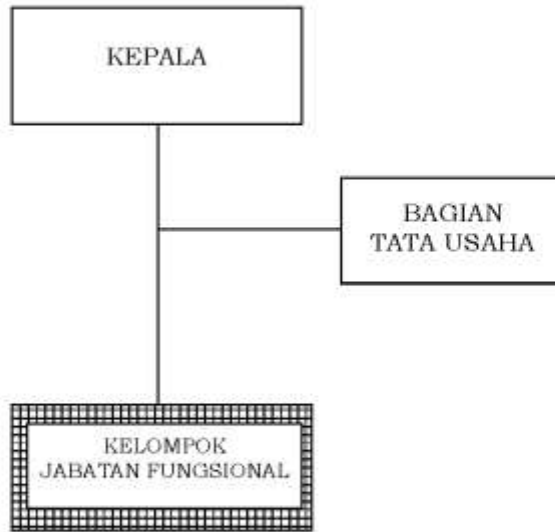 KEPALA
BAGIAN
TATA USAHA
KELOMPOK
JABATAN FUNGSIONAL